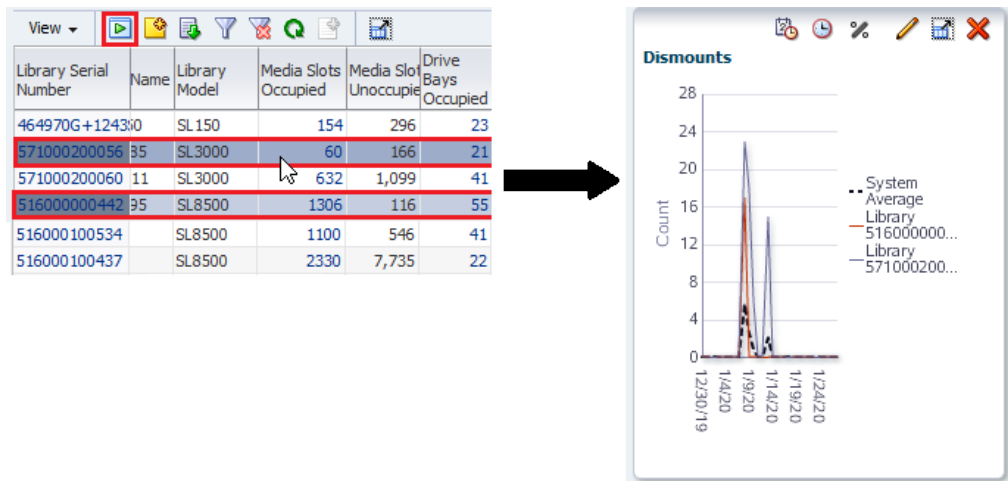 View
Library Serial Number Name Library Model Media Slots Occupied Media Slot Unoccupie Drive Bays Occupied
464970G+12435 0 SL150 154 296 23
571000200056 35 SL3000 60 166 21
571000200060 11 SL3000 632 1,099 41
516000000442 95 SL8500 1306 116 55
516000100534 SL8500 1100 546 41
516000100437 SL8500 2330 7,735 22
Dismounts
28
24
20
16
12
8
4
0
Count
12/30/19
1/4/20
1/9/20
1/14/20
1/19/20
1/24/20
System
Average
Library
516000000...
Library
571000200...